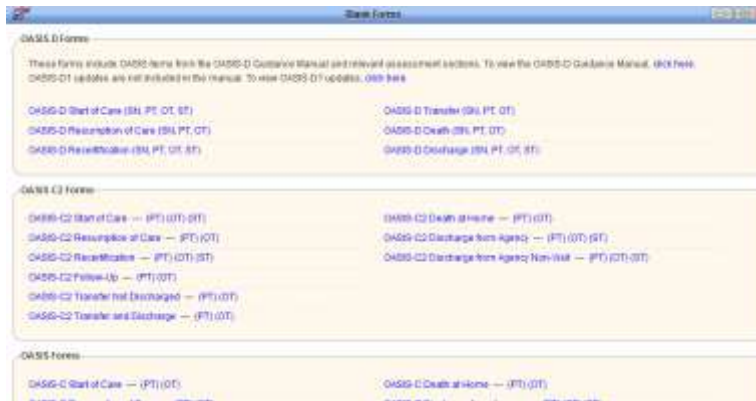 Blank Forms
OASIS D Forms
These forms include OASIS items from the OASIS-D Guidance Manual and relevant assessment sections. To view the OASIS-D Guidance Manual, click here.
OASIS-D1 updates are not included in the manual. To view OASIS-D1 updates, click here.
OASIS-D Start of Care (SN, PT, OT, ST)
OASIS-D Transfer (SN, PT, OT)
OASIS-D Resumption of Care (SN, PT, OT)
OASIS-D Death (SN, PT, OT)
OASIS-D Recertification (SN, PT, OT, ST)
OASIS-D Discharge (SN, PT, OT, ST)
OASIS C2 Forms
OASIS-C2 Start of Care — (PT) (OT) (ST)
OASIS-C2 Death at Home — (PT) (OT)
OASIS-C2 Resumption of Care — (PT) (OT)
OASIS-C2 Discharge from Agency — (PT) (OT) (ST)
OASIS-C2 Recertification — (PT) (OT) (ST)
OASIS-C2 Discharge from Agency Non-Visit — (PT) (OT) (ST)
OASIS-C2 Follow-Up — (PT) (OT)
OASIS-C2 Transfer Not Discharged — (PT) (OT)
OASIS-C2 Transfer and Discharge — (PT) (OT)
OASIS Forms
OASIS-C Start of Care — (PT) (OT)
OASIS-C Death at Home — (PT) (OT)